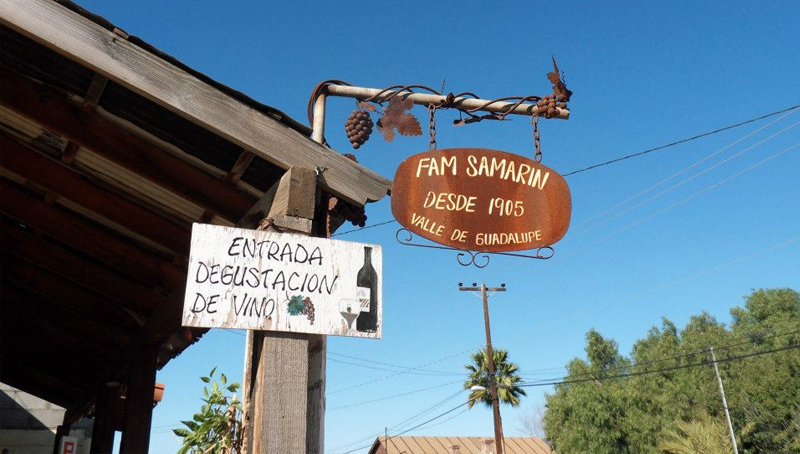 FAM SAMARIN
DESDE 1905
VALLE DE GUADALUPE
ENTRADA
DEGUSTACION
DE VINO